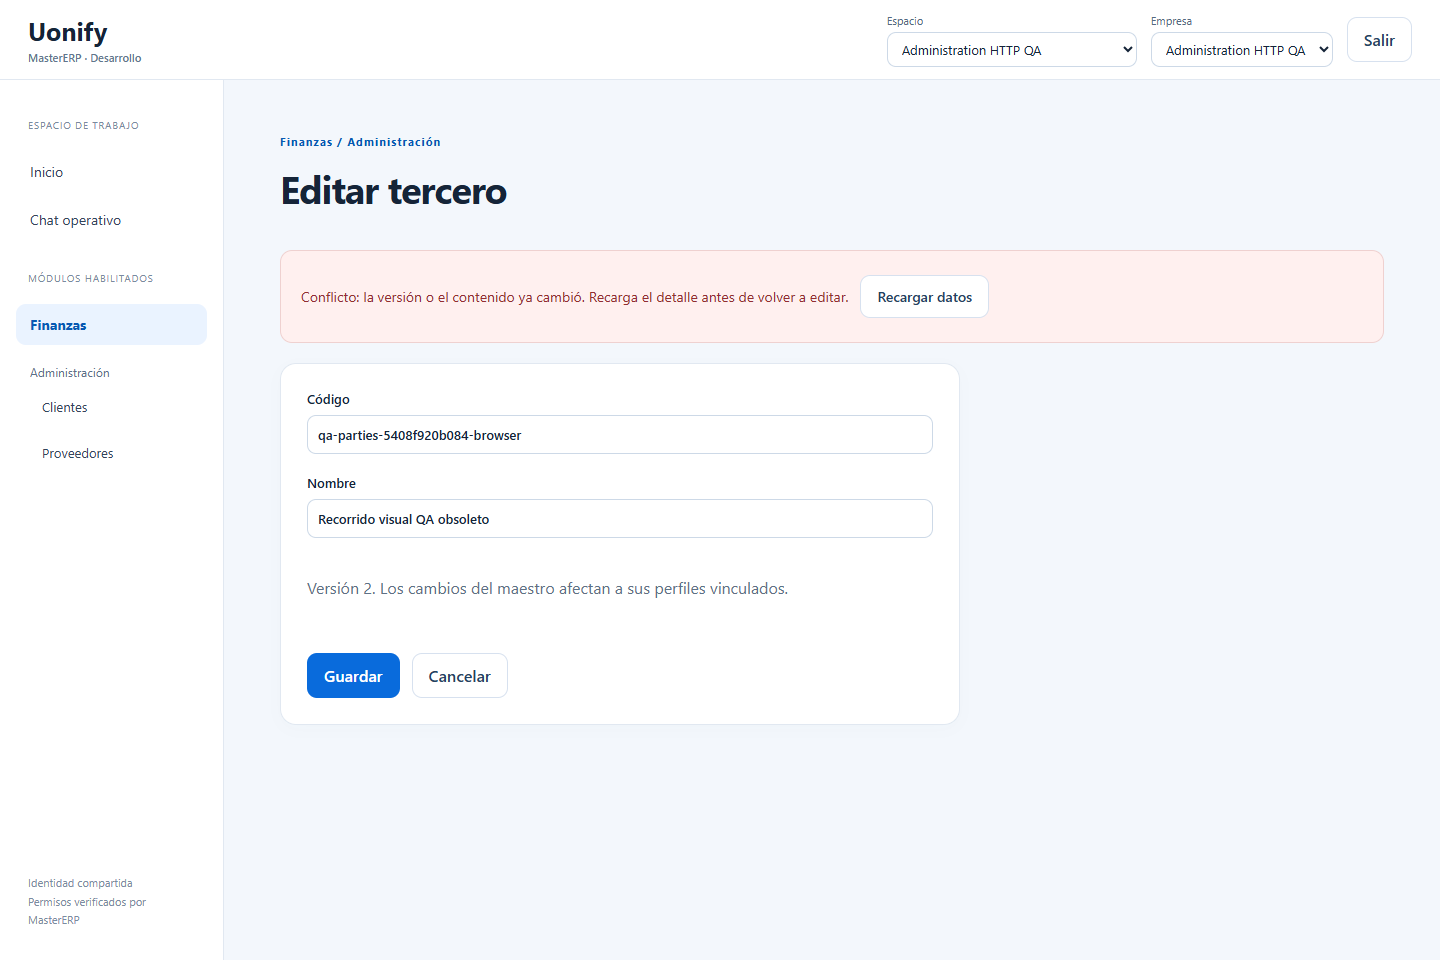 Uonify
MasterERP · Desarrollo
Espacio
Administration HTTP QA
Empresa
Administration HTTP QA
Salir
ESPACIO DE TRABAJO
Inicio
Chat operativo
MÓDULOS HABILITADOS
Finanzas
Administración
Clientes
Proveedores
Identidad compartida
Permisos verificados por
MasterERP
Finanzas / Administración
Editar tercero
Conflicto: la versión o el contenido ya cambió. Recarga el detalle antes de volver a editar.
Recargar datos
Código
qa-parties-5408f920b084-browser
Nombre
Recorrido visual QA obsoleto
Versión 2. Los cambios del maestro afectan a sus perfiles vinculados.
Guardar
Cancelar